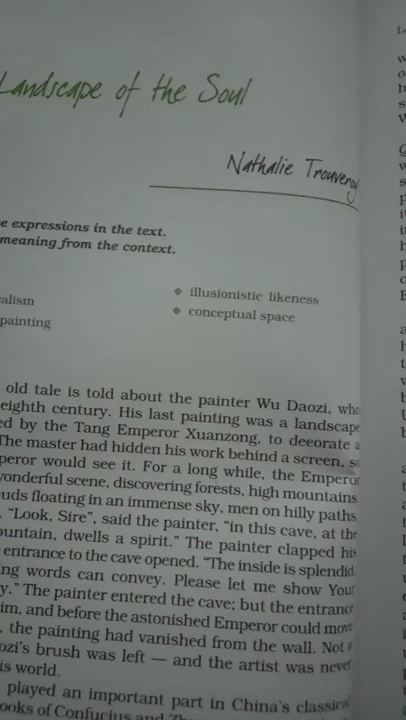 Landscape of the Soul
Nathalie Trouveroy
e expressions in the text.
meaning from the context.
alism
◆ illusionistic likeness
painting
◆ conceptual space
old tale is told about the painter Wu Daozi, who
eighth century. His last painting was a landscape
ed by the Tang Emperor Xuanzong, to decorate a
The master had hidden his work behind a screen, so
peror would see it. For a long while, the Emperor
wonderful scene, discovering forests, high mountains,
uds floating in an immense sky, men on hilly paths,
. “Look, Sire”, said the painter, “in this cave, at the
ountain, dwells a spirit.” The painter clapped his
entrance to the cave opened. “The inside is splendid,
ing words can convey. Please let me show Your
y.” The painter entered the cave; but the entrance
im, and before the astonished Emperor could move
, the painting had vanished from the wall. Not a
ozi’s brush was left — and the artist was never
is world.
played an important part in China’s classical
ooks of Confucius and